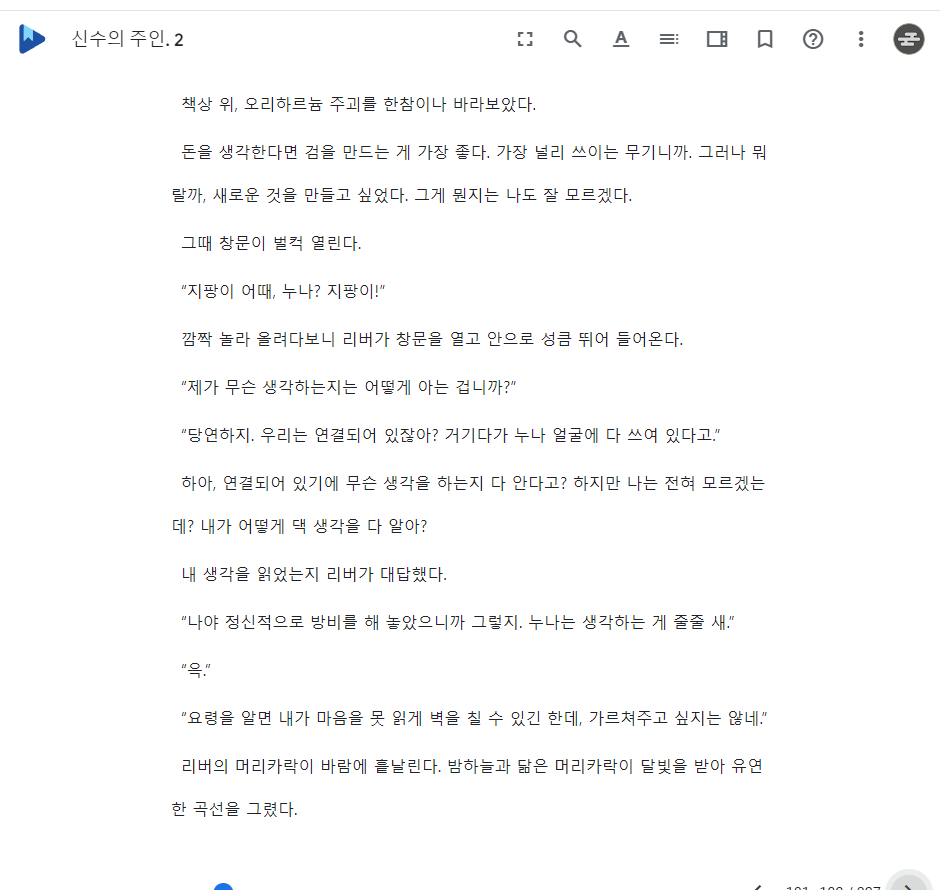 신수의 주인. 2
책상 위, 오리하르늄 주괴를 한참이나 바라보았다.
돈을 생각한다면 검을 만드는 게 가장 좋다. 가장 널리 쓰이는 무기니까. 그러나 뭐
랄까, 새로운 것을 만들고 싶었다. 그게 뭔지는 나도 잘 모르겠다.
그때 창문이 벌컥 열린다.
“지팡이 어때, 누나? 지팡이!”
깜짝 놀라 올려다보니 리버가 창문을 열고 안으로 성큼 뛰어 들어온다.
“제가 무슨 생각하는지는 어떻게 아는 겁니까?”
“당연하지. 우리는 연결되어 있잖아? 거기다가 누나 얼굴에 다 쓰여 있다고.”
하아, 연결되어 있기에 무슨 생각을 하는지 다 안다고? 하지만 나는 전혀 모르겠는
데? 내가 어떻게 댁 생각을 다 알아?
내 생각을 읽었는지 리버가 대답했다.
“나야 정신적으로 방비를 해 놓았으니까 그렇지. 누나는 생각하는 게 줄줄 새.”
“윽.”
“요령을 알면 내가 마음을 못 읽게 벽을 칠 수 있긴 한데, 가르쳐주고 싶지는 않네.”
리버의 머리카락이 바람에 흩날린다. 밤하늘과 닮은 머리카락이 달빛을 받아 유연
한 곡선을 그렸다.